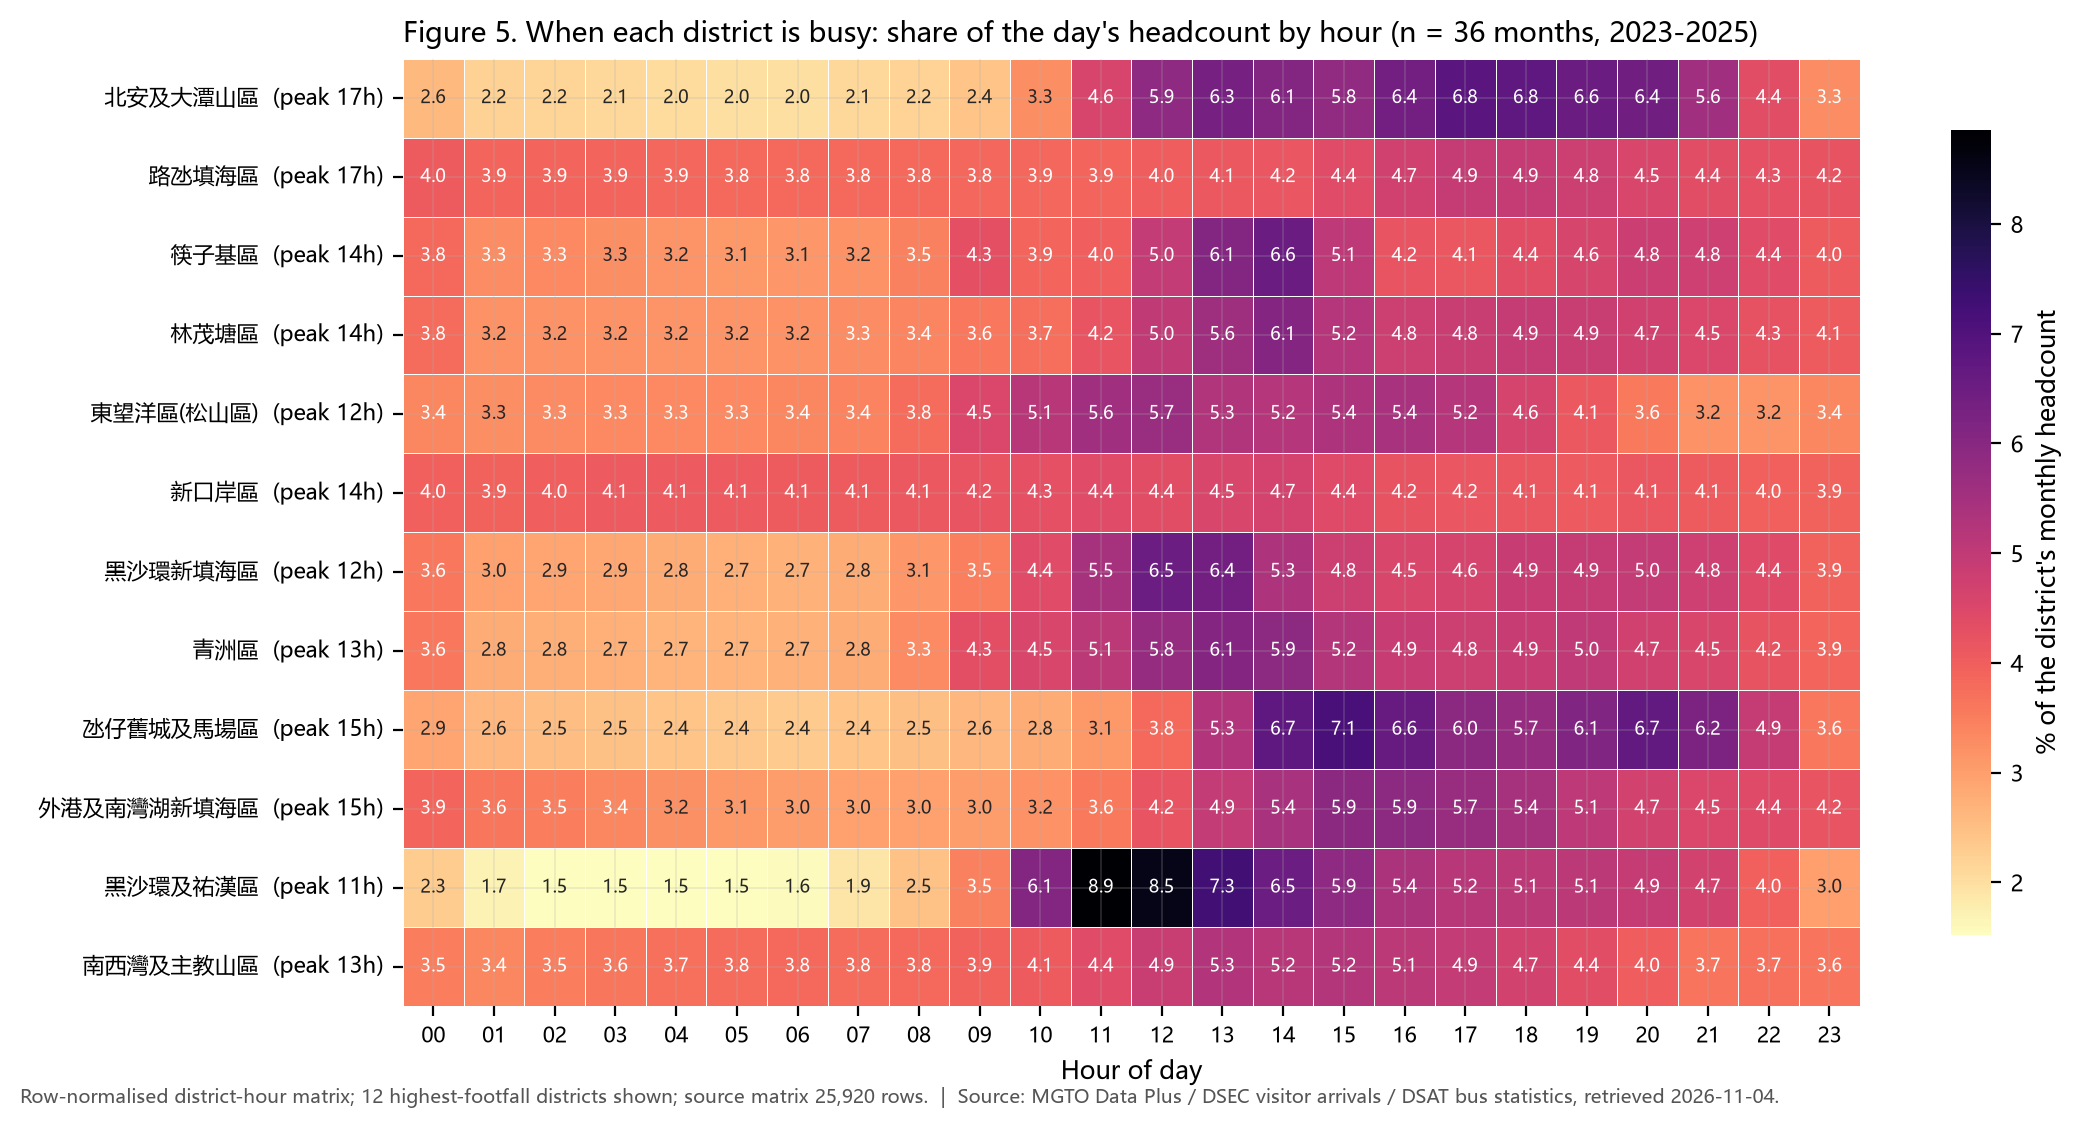 Figure 5. When each district is busy: share of the day's headcount by hour (n = 36 months, 2023-2025)
北安及大潭山區 (peak 17h) 2.6 2.2 2.2 2.1 2.0 2.0 2.0 2.1 2.2 2.4 3.3 4.6 5.9 6.3 6.1 5.8 6.4 6.8 6.8 6.6 6.4 5.6 4.4 3.3
路氹填海區 (peak 17h) 4.0 3.9 3.9 3.9 3.9 3.8 3.8 3.8 3.8 3.8 3.9 3.9 4.0 4.1 4.2 4.4 4.7 4.9 4.9 4.8 4.5 4.4 4.3 4.2
筷子基區 (peak 14h) 3.8 3.3 3.3 3.3 3.2 3.1 3.1 3.2 3.5 4.3 3.9 4.0 5.0 6.1 6.6 5.1 4.2 4.1 4.4 4.6 4.8 4.8 4.4 4.0
林茂塘區 (peak 14h) 3.8 3.2 3.2 3.2 3.2 3.2 3.2 3.3 3.4 3.6 3.7 4.2 5.0 5.6 6.1 5.2 4.8 4.8 4.9 4.9 4.7 4.5 4.3 4.1
東望洋區(松山區) (peak 12h) 3.4 3.3 3.3 3.3 3.3 3.3 3.4 3.4 3.8 4.5 5.1 5.6 5.7 5.3 5.2 5.4 5.4 5.2 4.6 4.1 3.6 3.2 3.2 3.4
新口岸區 (peak 14h) 4.0 3.9 4.0 4.1 4.1 4.1 4.1 4.1 4.1 4.2 4.3 4.4 4.4 4.5 4.7 4.4 4.2 4.2 4.1 4.1 4.1 4.1 4.0 3.9
黑沙環新填海區 (peak 12h) 3.6 3.0 2.9 2.9 2.8 2.7 2.7 2.8 3.1 3.5 4.4 5.5 6.5 6.4 5.3 4.8 4.5 4.6 4.9 4.9 5.0 4.8 4.4 3.9
青洲區 (peak 13h) 3.6 2.8 2.8 2.7 2.7 2.7 2.7 2.8 3.3 4.3 4.5 5.1 5.8 6.1 5.9 5.2 4.9 4.8 4.9 5.0 4.7 4.5 4.2 3.9
氹仔舊城及馬場區 (peak 15h) 2.9 2.6 2.5 2.5 2.4 2.4 2.4 2.4 2.5 2.6 2.8 3.1 3.8 5.3 6.7 7.1 6.6 6.0 5.7 6.1 6.7 6.2 4.9 3.6
外港及南灣湖新填海區 (peak 15h) 3.9 3.6 3.5 3.4 3.2 3.1 3.0 3.0 3.0 3.0 3.2 3.6 4.2 4.9 5.4 5.9 5.9 5.7 5.4 5.1 4.7 4.5 4.4 4.2
黑沙環及祐漢區 (peak 11h) 2.3 1.7 1.5 1.5 1.5 1.5 1.6 1.9 2.5 3.5 6.1 8.9 8.5 7.3 6.5 5.9 5.4 5.2 5.1 5.1 4.9 4.7 4.0 3.0
南西灣及主教山區 (peak 13h) 3.5 3.4 3.5 3.6 3.7 3.8 3.8 3.8 3.8 3.9 4.1 4.4 4.9 5.3 5.2 5.2 5.1 4.9 4.7 4.4 4.0 3.7 3.7 3.6
00 01 02 03 04 05 06 07 08 09 10 11 12 13 14 15 16 17 18 19 20 21 22 23
Hour of day
8
7
6
5
4
3
2
% of the district's monthly headcount
Row-normalised district-hour matrix; 12 highest-footfall districts shown; source matrix 25,920 rows. | Source: MGTO Data Plus / DSEC visitor arrivals / DSAT bus statistics, retrieved 2026-11-04.